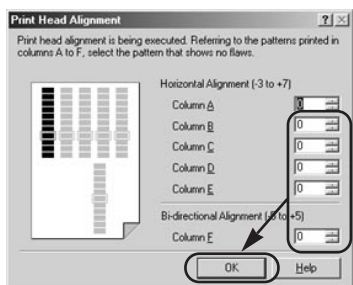 Print Head Alignment
Print head alignment is being executed. Referring to the patterns printed in
columns A to F, select the pattern that shows no flaws.
Horizontal Alignment (-3 to +7)
Column A 0
Column B 0
Column C 0
Column D 0
Column E 0
Bi-directional Alignment (-5 to +5)
Column F 0
OK Help